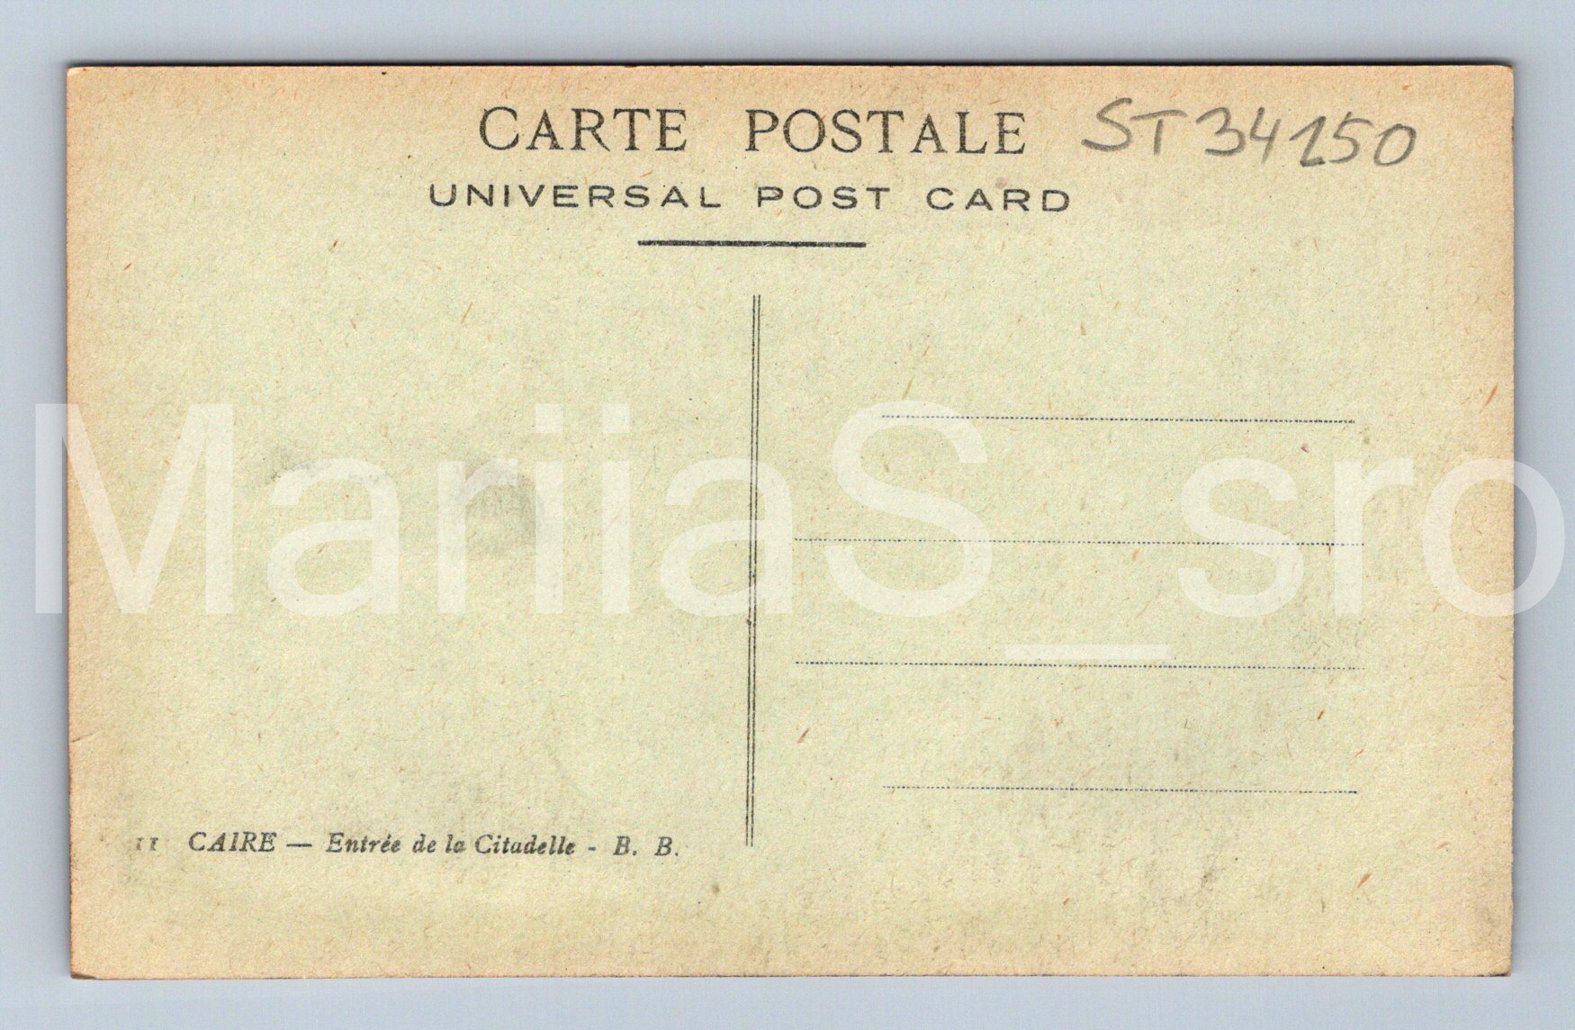 CARTE POSTALE ST34150
UNIVERSAL POST CARD
MariiaS_sro
11 CAIRE — Entrée de la Citadelle - B. B.